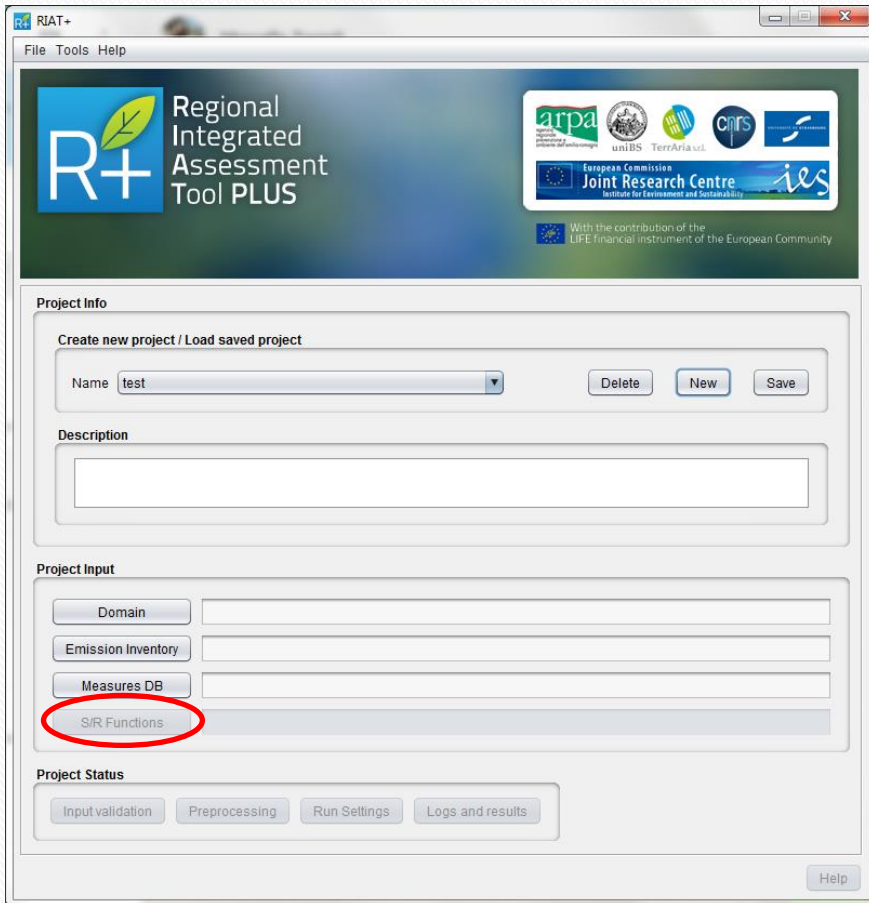 R+ RIAT+
File Tools Help
R+
Regional
Integrated
Assessment
Tool PLUS
arpa
uniBS
TerrAria s.r.l.
cnrs
European Commission
Joint Research Centre
Institute for Environment and Sustainability
ies
With the contribution of the
LIFE financial instrument of the European Community
Project Info
Create new project / Load saved project
Name test Delete New Save
Description
Project Input
Domain
Emission Inventory
Measures DB
S/R Functions
Project Status
Input validation Preprocessing Run Settings Logs and results
Help